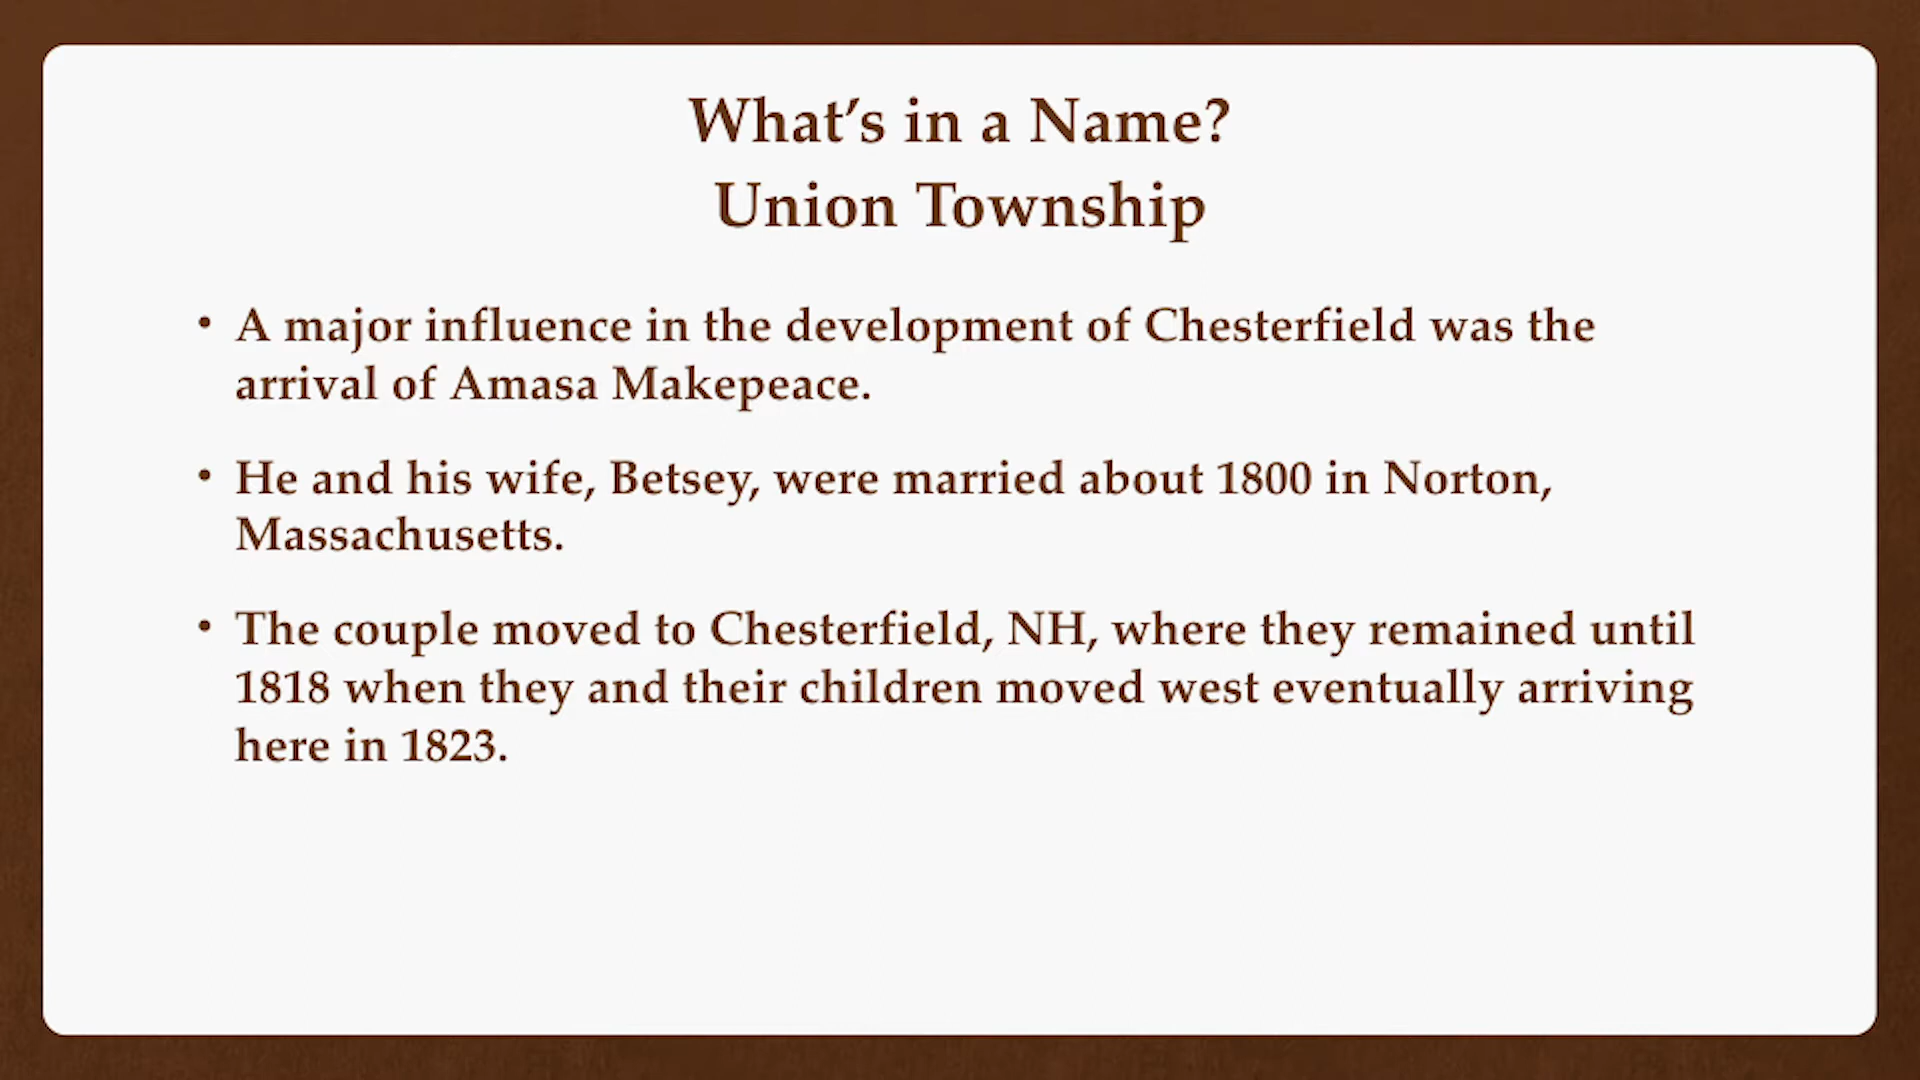 What’s in a Name?
Union Township
• A major influence in the development of Chesterfield was the
arrival of Amasa Makepeace.
• He and his wife, Betsey, were married about 1800 in Norton,
Massachusetts.
• The couple moved to Chesterfield, NH, where they remained until
1818 when they and their children moved west eventually arriving
here in 1823.